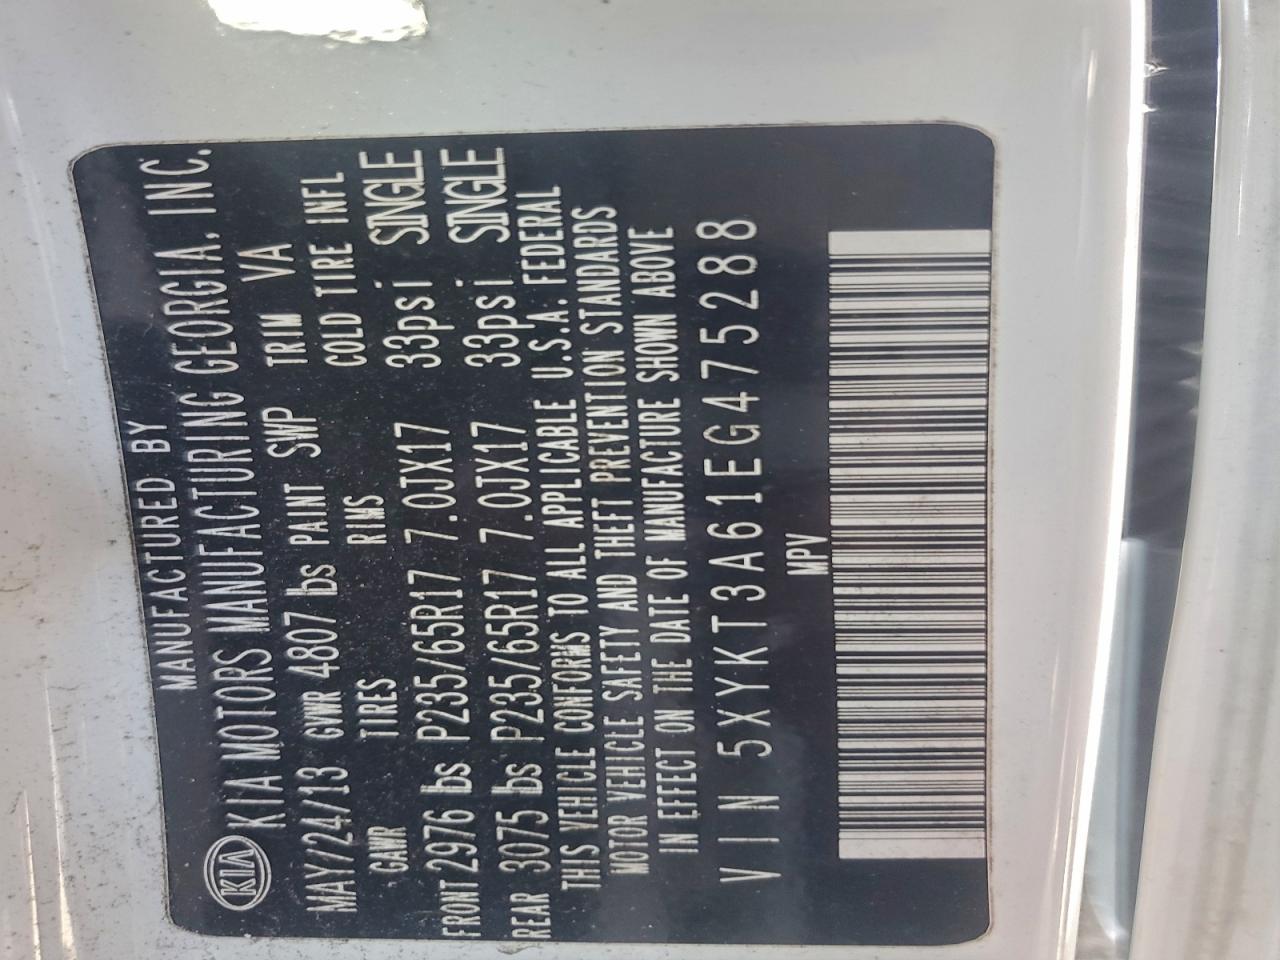 MANUFACTURED BY
KIA KIA MOTORS MANUFACTURING GEORGIA, INC.
MAY/24/13 GVWR 4807 lbs PAINT SWP TRIM VA
GAWR TIRES RIMS COLD TIRE INFL
FRONT 2976 lbs P235/65R17 7.0JX17 33psi SINGLE
REAR 3075 lbs P235/65R17 7.0JX17 33psi SINGLE
THIS VEHICLE CONFORMS TO ALL APPLICABLE U.S.A. FEDERAL
MOTOR VEHICLE SAFETY AND THEFT PREVENTION STANDARDS
IN EFFECT ON THE DATE OF MANUFACTURE SHOWN ABOVE
VIN 5XYKT3A61EG475288
MPV